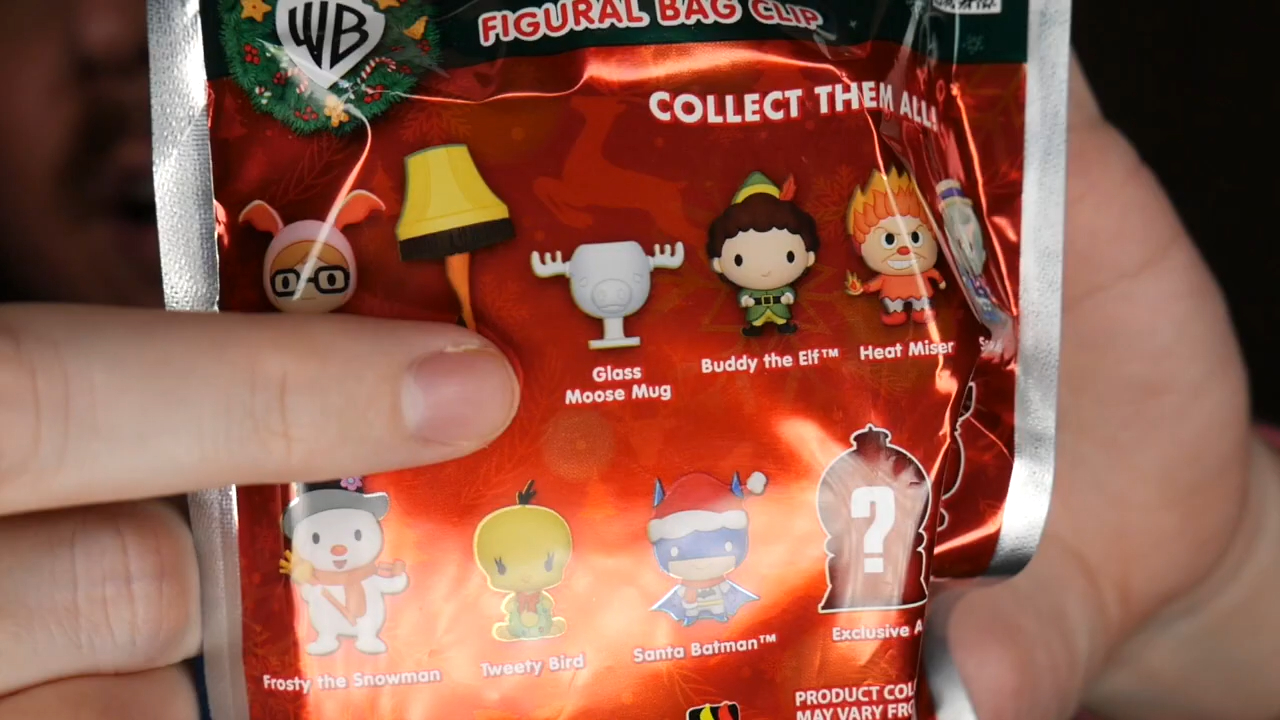 WB
FIGURAL BAG CLIP
COLLECT THEM ALL!
Glass
Moose Mug
Buddy the Elf™
Heat Miser
Frosty the Snowman
Tweety Bird
Santa Batman™
?
Exclusive A
PRODUCT COL
MAY VARY FRO